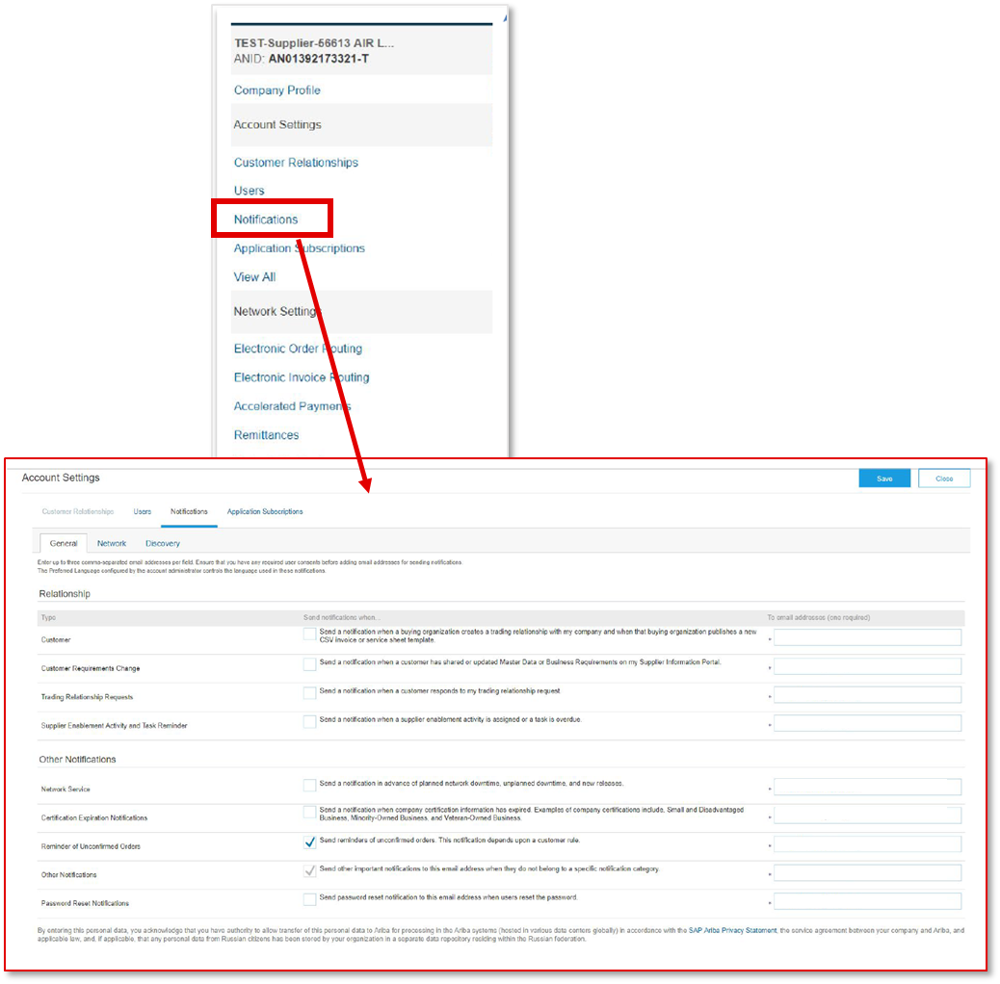 TEST-Supplier-56613 AIR L...
ANID: AN01392173321-T
Company Profile
Account Settings
Customer Relationships
Users
Notifications
Application Subscriptions
View All
Network Settings
Electronic Order Routing
Electronic Invoice Routing
Accelerated Payments
Remittances
Account Settings
Save
Close
Customer Relationships
Users
Notifications
Application Subscriptions
General
Network
Discovery
Enter up to three comma-separated email addresses per field. Ensure that you have any required user consents before adding email addresses for sending notifications.
The Preferred Language configured by the account administrator controls the language used in these notifications.
Relationship
Type
Send notifications when...
To email addresses (one required)
Customer
Send a notification when a buying organization creates a trading relationship with my company and when that buying organization publishes a new
CSV invoice or service sheet template.
Customer Requirements Change
Send a notification when a customer has shared or updated Master Data or Business Requirements on my Supplier Information Portal.
Trading Relationship Requests
Send a notification when a customer responds to my trading relationship request
Supplier Enablement Activity and Task Reminder
Send a notification when a supplier enablement activity is assigned or a task is overdue.
Other Notifications
Network Service
Send a notification in advance of planned network downtime, unplanned downtime, and new releases.
Certification Expiration Notifications
Send a notification when company certification information has expired. Examples of company certifications include, Small and Disadvantaged
Business, Minority-Owned Business, and Veteran-Owned Business.
Reminder of Unconfirmed Orders
Send reminders of unconfirmed orders. This notification depends upon a customer rule.
Other Notifications
Send other important notifications to this email address when they do not belong to a specific notification category.
Password Reset Notifications
Send password reset notification to this email address when users reset the password.
By entering this personal data, you acknowledge that you have authority to allow transfer of this personal data to Ariba for processing in the Ariba systems (hosted in various data centers globally) in accordance with the SAP Ariba Privacy Statement, the service agreement between your company and Ariba, and
applicable law, and, if applicable, that any personal data from Russian citizens has been stored by your organization in a separate data repository residing within the Russian federation.